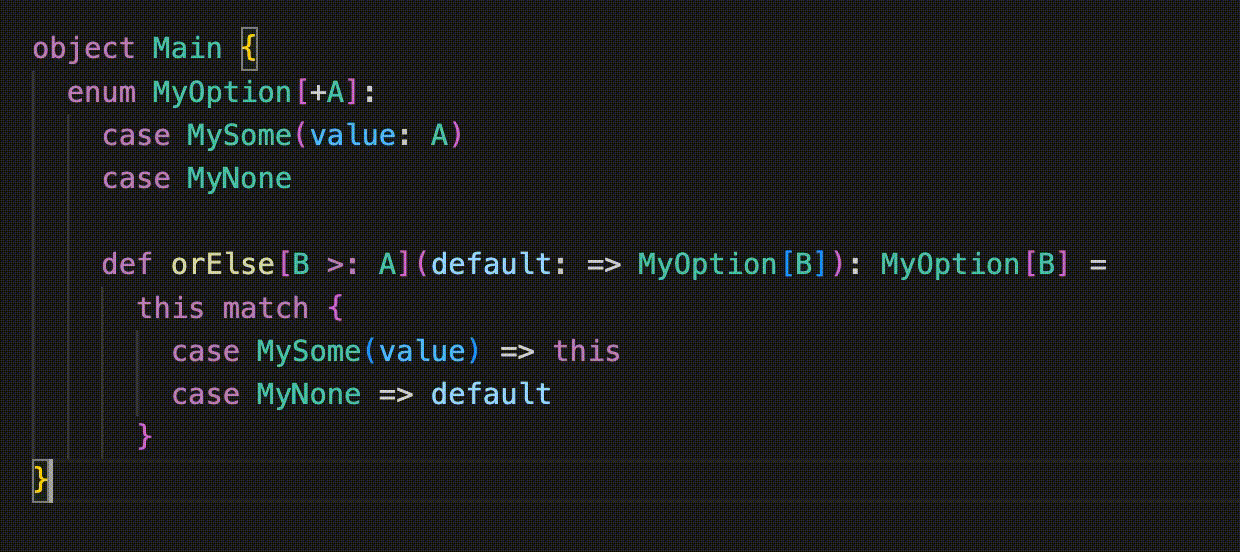 object Main {
  enum MyOption[+A]:
    case MySome(value: A)
    case MyNone

    def orElse[B >: A](default: => MyOption[B]): MyOption[B] =
      this match {
        case MySome(value) => this
        case MyNone => default
      }
}